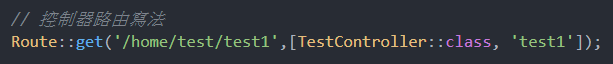 // 控制器路由寫法
Route::get('/home/test/test1',[TestController::class, 'test1']);